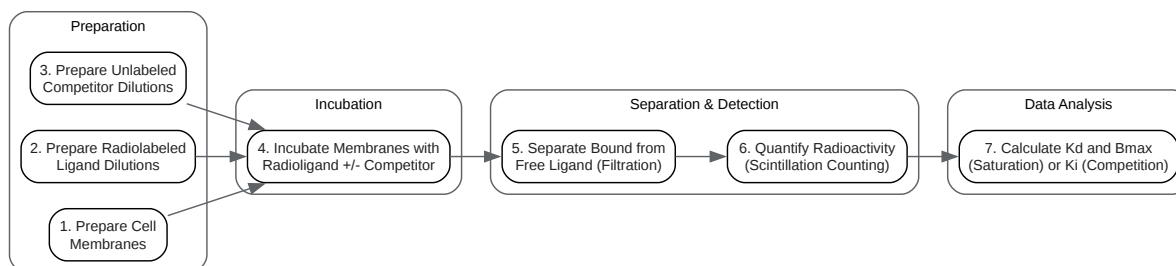 Preparation
3. Prepare Unlabeled
Competitor Dilutions
2. Prepare Radiolabeled
Ligand Dilutions
1. Prepare Cell
Membranes
Incubation
4. Incubate Membranes with
Radioligand +/- Competitor
Separation & Detection
5. Separate Bound from
Free Ligand (Filtration)
6. Quantify Radioactivity
(Scintillation Counting)
Data Analysis
7. Calculate Kd and Bmax
(Saturation) or Ki (Competition)